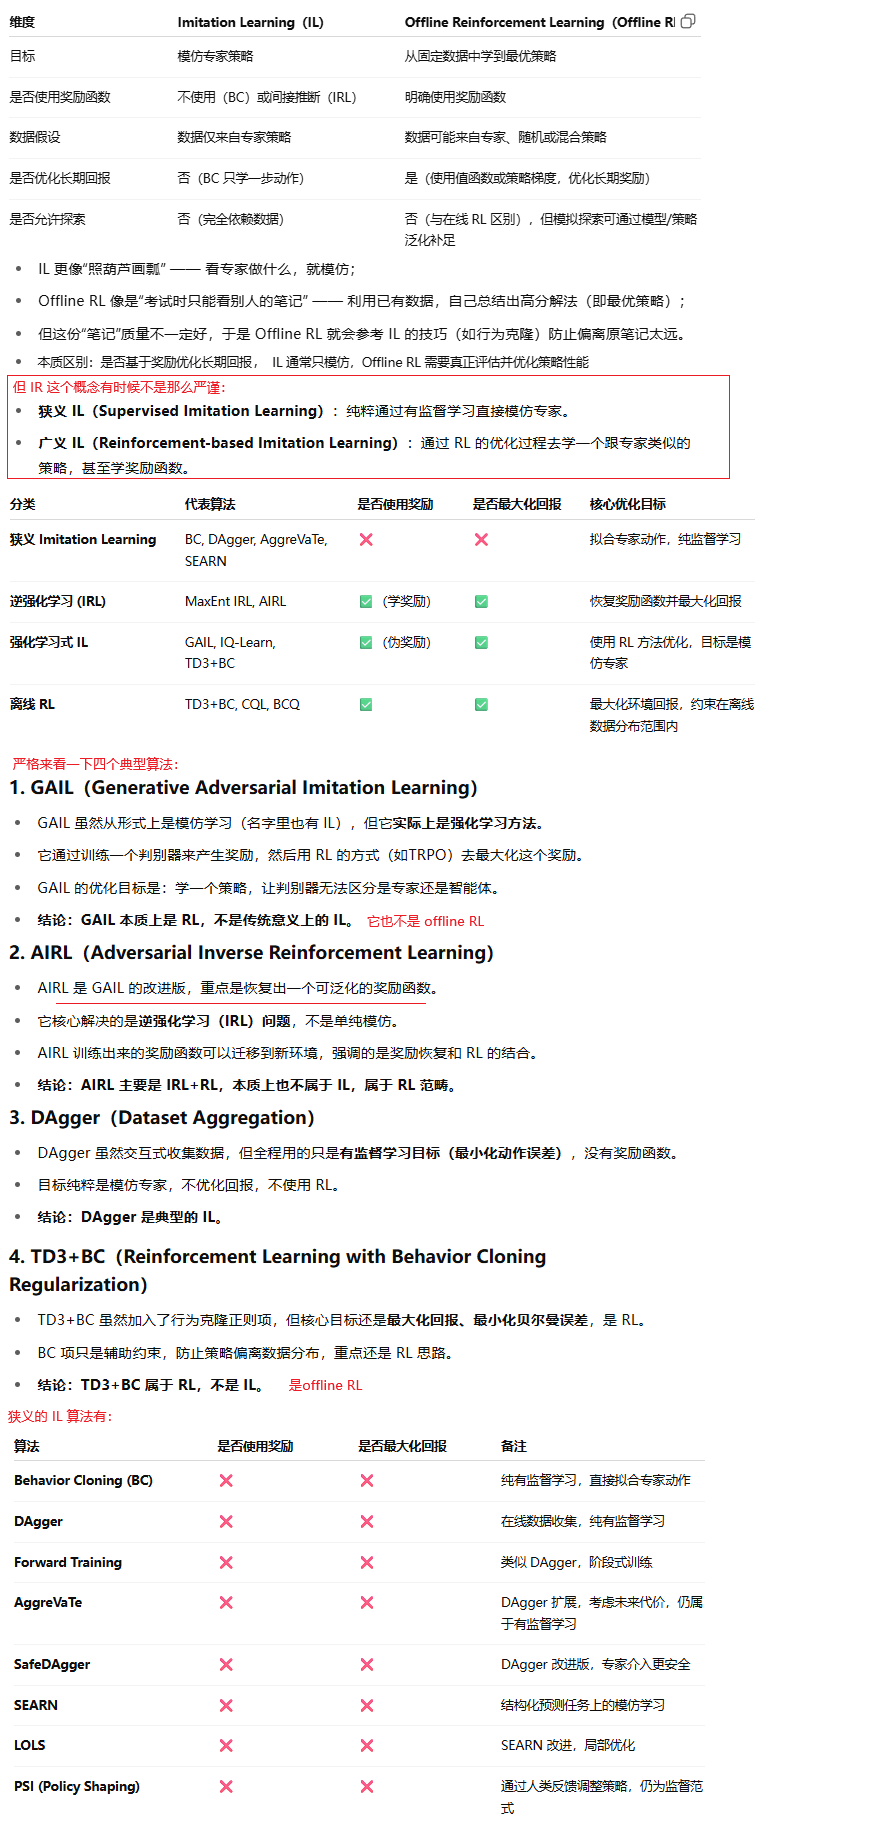 维度 Imitation Learning（IL） Offline Reinforcement Learning（Offline RL
目标 模仿专家策略 从固定数据中学到最优策略
是否使用奖励函数 不使用（BC）或间接推断（IRL） 明确使用奖励函数
数据假设 数据仅来自专家策略 数据可能来自专家、随机或混合策略
是否优化长期回报 否（BC 只学一步动作） 是（使用值函数或策略梯度，优化长期奖励）
是否允许探索 否（完全依赖数据） 否（与在线 RL 区别），但模拟探索可通过模型/策略
泛化补足
• IL 更像“照葫芦画瓢” —— 看专家做什么，就模仿；
• Offline RL 像是“考试时只能看别人的笔记” —— 利用已有数据，自己总结出高分解法（即最优策略）；
• 但这份“笔记”质量不一定好，于是 Offline RL 就会参考 IL 的技巧（如行为克隆）防止偏离原笔记太远。
• 本质区别：是否基于奖励优化长期回报， IL 通常只模仿，Offline RL 需要真正评估并优化策略性能
但 IR 这个概念有时候不是那么严谨：
• 狭义 IL（Supervised Imitation Learning）：纯粹通过有监督学习直接模仿专家。
• 广义 IL（Reinforcement-based Imitation Learning）：通过 RL 的优化过程去学一个跟专家类似的
策略，甚至学奖励函数。
分类 代表算法 是否使用奖励 是否最大化回报 核心优化目标
狭义 Imitation Learning BC, DAgger, AggreVaTe, ❌ ❌ 拟合专家动作，纯监督学习
SEARN
逆强化学习 (IRL) MaxEnt IRL, AIRL ✅（学奖励） ✅ 恢复奖励函数并最大化回报
强化学习式 IL GAIL, IQ-Learn, ✅（伪奖励） ✅ 使用 RL 方法优化，目标是模
TD3+BC 仿专家
离线 RL TD3+BC, CQL, BCQ ✅ ✅ 最大化环境回报，约束在离线
数据分布范围内
严格来看一下四个典型算法：
1. GAIL（Generative Adversarial Imitation Learning）
• GAIL 虽然从形式上是模仿学习（名字里也有 IL），但它实际上是强化学习方法。
• 它通过训练一个判别器来产生奖励，然后用 RL 的方式（如TRPO）去最大化这个奖励。
• GAIL 的优化目标是：学一个策略，让判别器无法区分是专家还是智能体。
• 结论：GAIL 本质上是 RL，不是传统意义上的 IL。 它也不是 offline RL
2. AIRL（Adversarial Inverse Reinforcement Learning）
• AIRL 是 GAIL 的改进版，重点是恢复出一个可泛化的奖励函数。
• 它核心解决的是逆强化学习（IRL）问题，不是单纯模仿。
• AIRL 训练出来的奖励函数可以迁移到新环境，强调的是奖励恢复和 RL 的结合。
• 结论：AIRL 主要是 IRL+RL，本质上也不属于 IL，属于 RL 范畴。
3. DAgger（Dataset Aggregation）
• DAgger 虽然交互式收集数据，但全程用的只是有监督学习目标（最小化动作误差），没有奖励函数。
• 目标纯粹是模仿专家，不优化回报，不使用 RL。
• 结论：DAgger 是典型的 IL。
4. TD3+BC（Reinforcement Learning with Behavior Cloning
Regularization）
• TD3+BC 虽然加入了行为克隆正则项，但核心目标还是最大化回报、最小化贝尔曼误差，是 RL。
• BC 项只是辅助约束，防止策略偏离数据分布，重点还是 RL 思路。
• 结论：TD3+BC 属于 RL，不是 IL。 是offline RL
狭义的 IL 算法有：
算法 是否使用奖励 是否最大化回报 备注
Behavior Cloning (BC) ❌ ❌ 纯有监督学习，直接拟合专家动作
DAgger ❌ ❌ 在线数据收集，纯有监督学习
Forward Training ❌ ❌ 类似 DAgger，阶段式训练
AggreVaTe ❌ ❌ DAgger 扩展，考虑未来代价，仍属
于有监督学习
SafeDAgger ❌ ❌ DAgger 改进版，专家介入更安全
SEARN ❌ ❌ 结构化预测任务上的模仿学习
LOLS ❌ ❌ SEARN 改进，局部优化
PSI (Policy Shaping) ❌ ❌ 通过人类反馈调整策略，仍为监督范
式